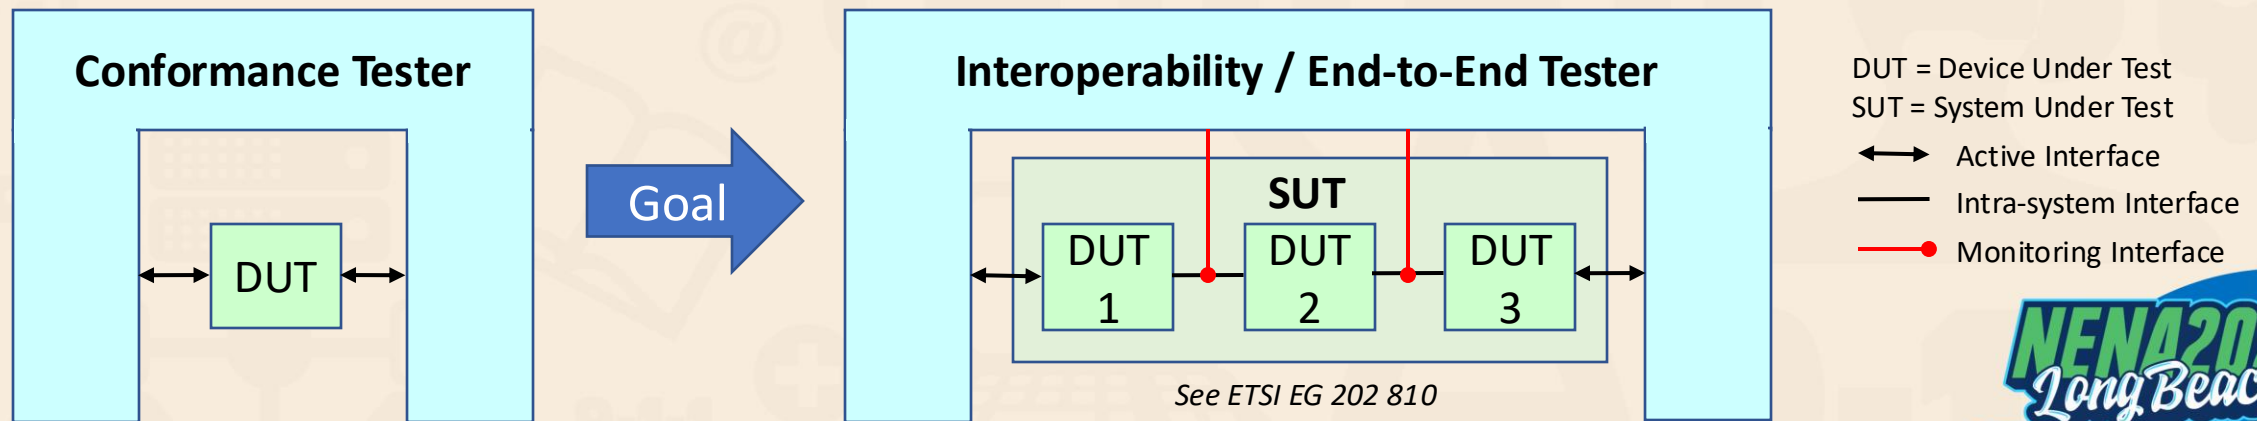 Conformance Tester
DUT
Goal
Interoperability / End-to-End Tester
SUT
DUT
1
DUT
2
DUT
3
See ETSI EG 202 810
DUT = Device Under Test
SUT = System Under Test
Active Interface
Intra-system Interface
Monitoring Interface
Long